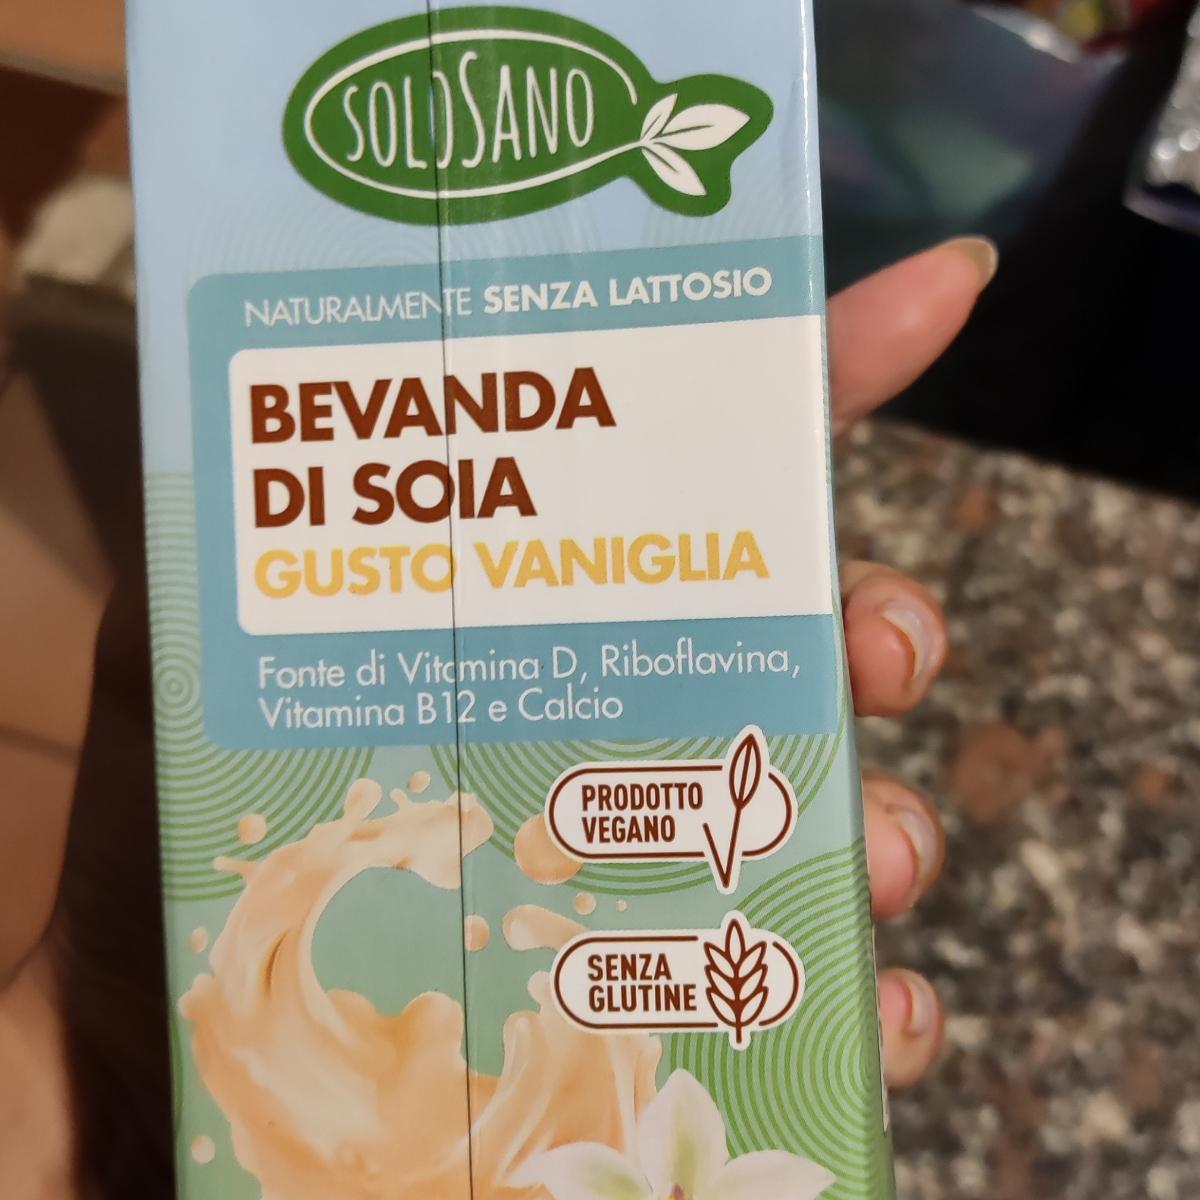 SOLOSANO
NATURALMENTE SENZA LATTOSIO
BEVANDA
DI SOIA
GUSTO VANIGLIA
Fonte di Vitamina D, Riboflavina,
Vitamina B12 e Calcio
PRODOTTO
VEGANO
SENZA
GLUTINE